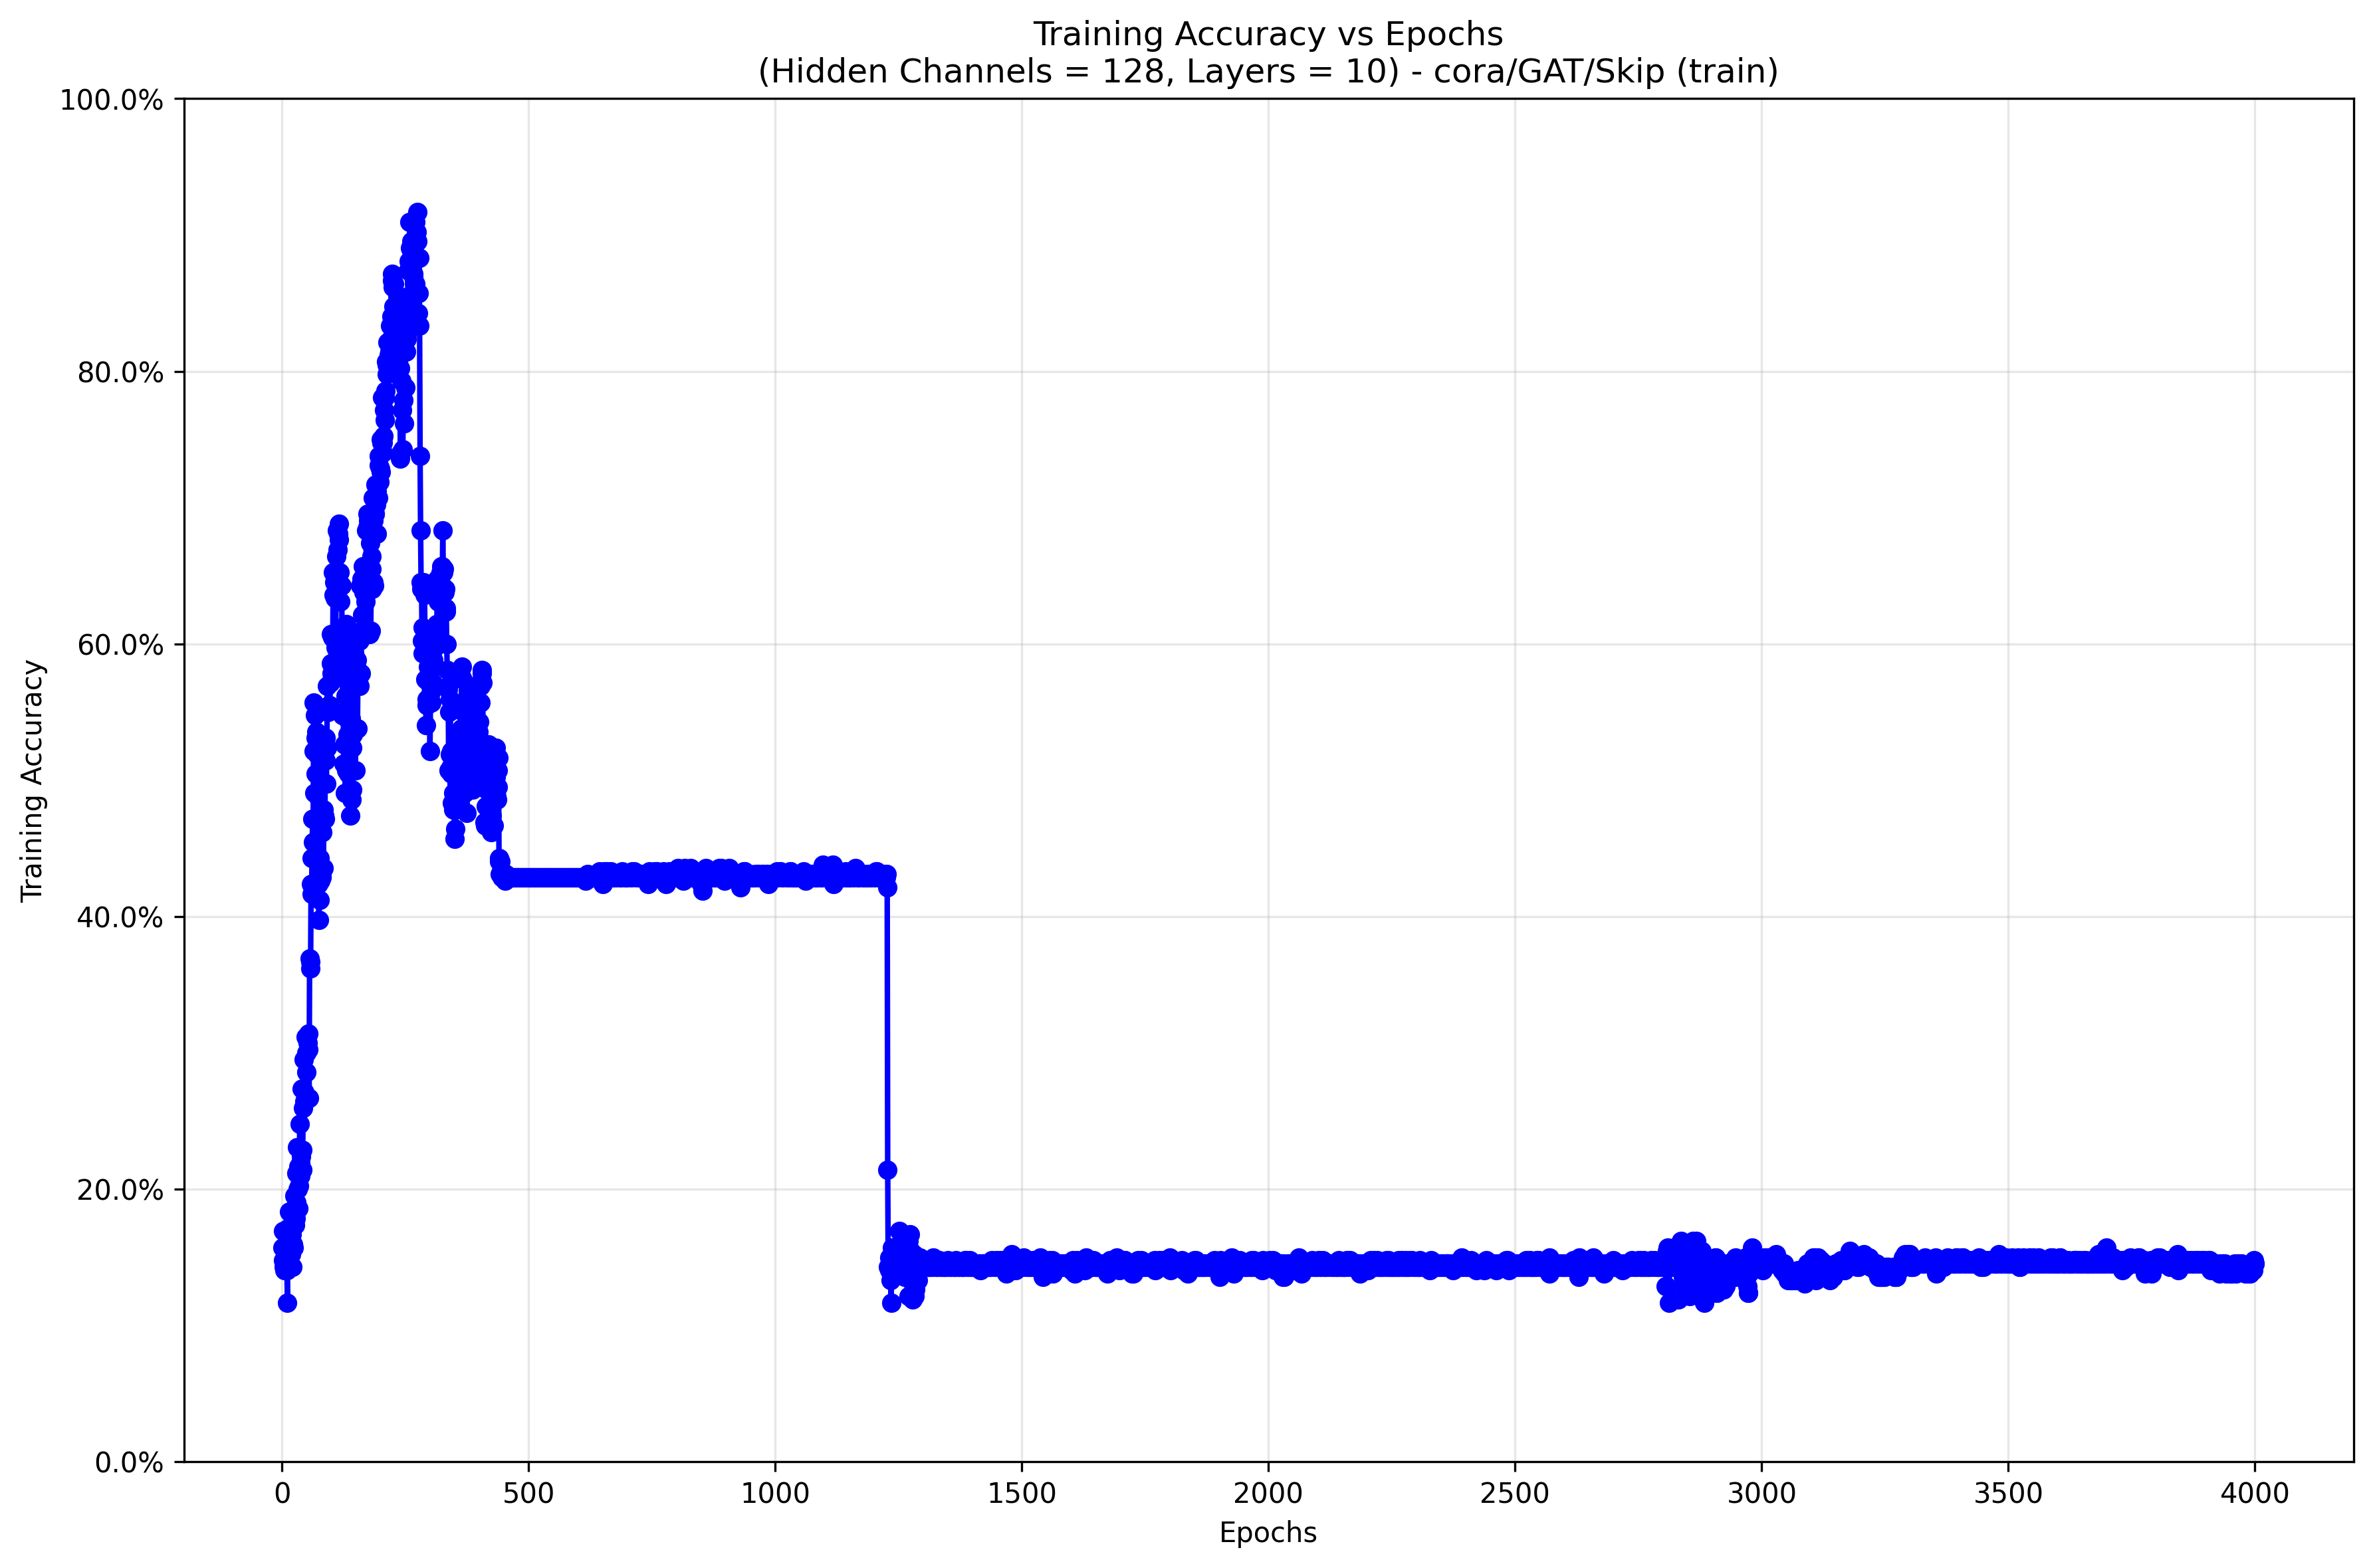 Training Accuracy vs Epochs
(Hidden Channels = 128, Layers = 10) - cora/GAT/Skip (train)
100.0%
80.0%
60.0%
40.0%
20.0%
0.0%
Training Accuracy
0 500 1000 1500 2000 2500 3000 3500 4000
Epochs